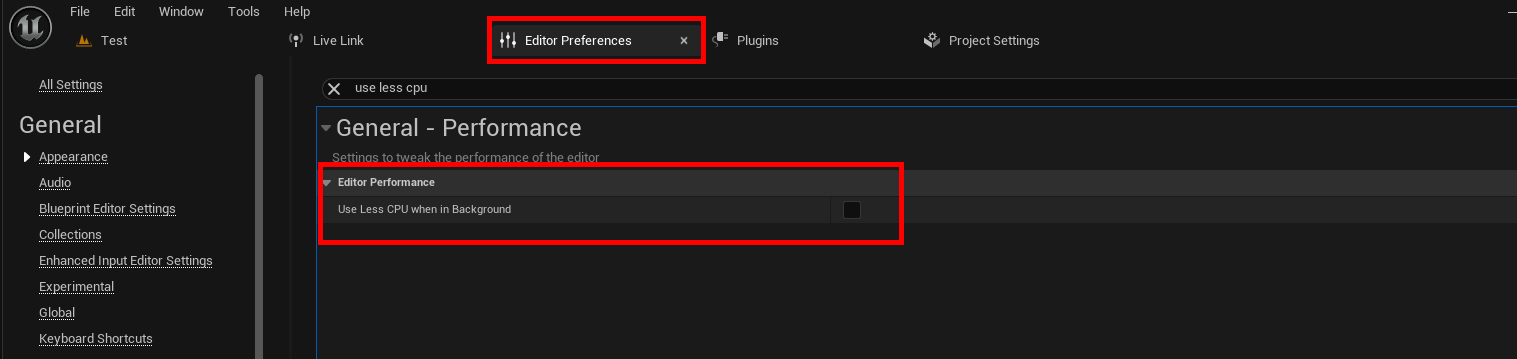 File Edit Window Tools Help
Test Live Link Editor Preferences × Plugins Project Settings
All Settings
General
Appearance
Audio
Blueprint Editor Settings
Collections
Enhanced Input Editor Settings
Experimental
Global
Keyboard Shortcuts
use less cpu
General - Performance
Settings to tweak the performance of the editor
Editor Performance
Use Less CPU when in Background